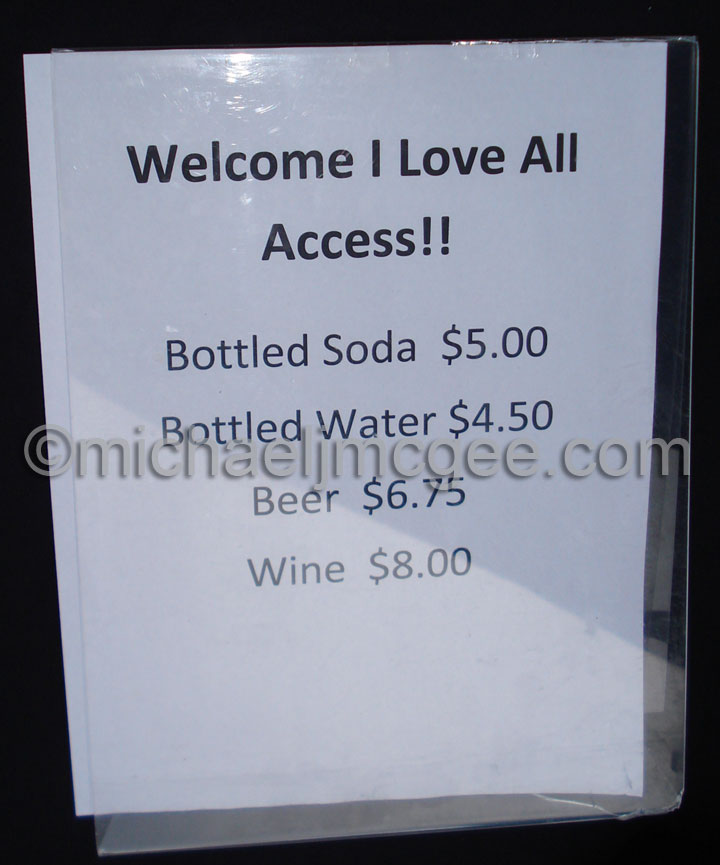 Welcome I Love All
Access!!
Bottled Soda $5.00
Bottled Water $4.50
©michaeljmcgee.com
Beer $6.75
Wine $8.00